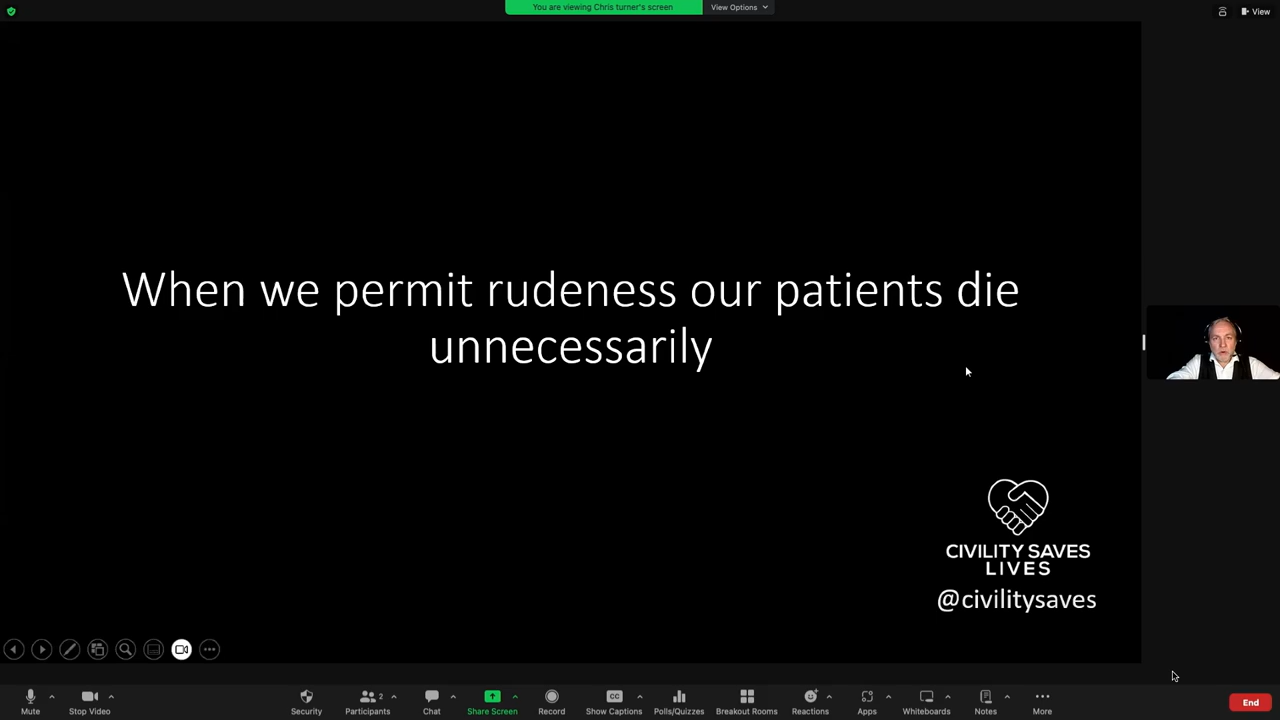 You are viewing Chris turner's screen
View Options
View
When we permit rudeness our patients die
unnecessarily
CIVILITY SAVES
LIVES
@civilitysaves
Mute
Stop Video
Security
Participants
2
Chat
Share Screen
Record
CC
Show Captions
Polls/Quizzes
Breakout Rooms
Reactions
Apps
Whiteboards
Notes
More
End